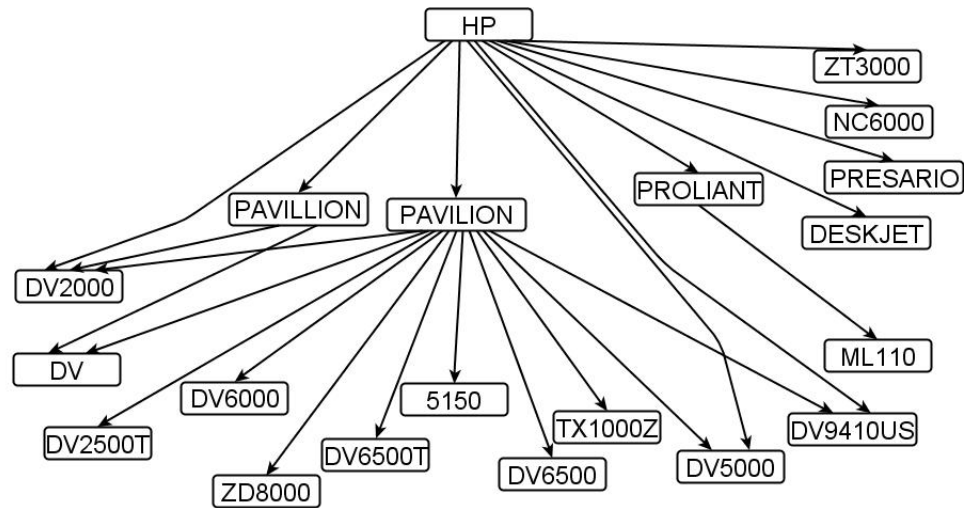 HP
ZT3000
NC6000
PRESARIO
PROLIANT
PAVILLION
PAVILION
DESKJET
DV2000
ML110
DV
DV6000
5150
TX1000Z
DV9410US
DV2500T
DV6500T
DV5000
DV6500
ZD8000